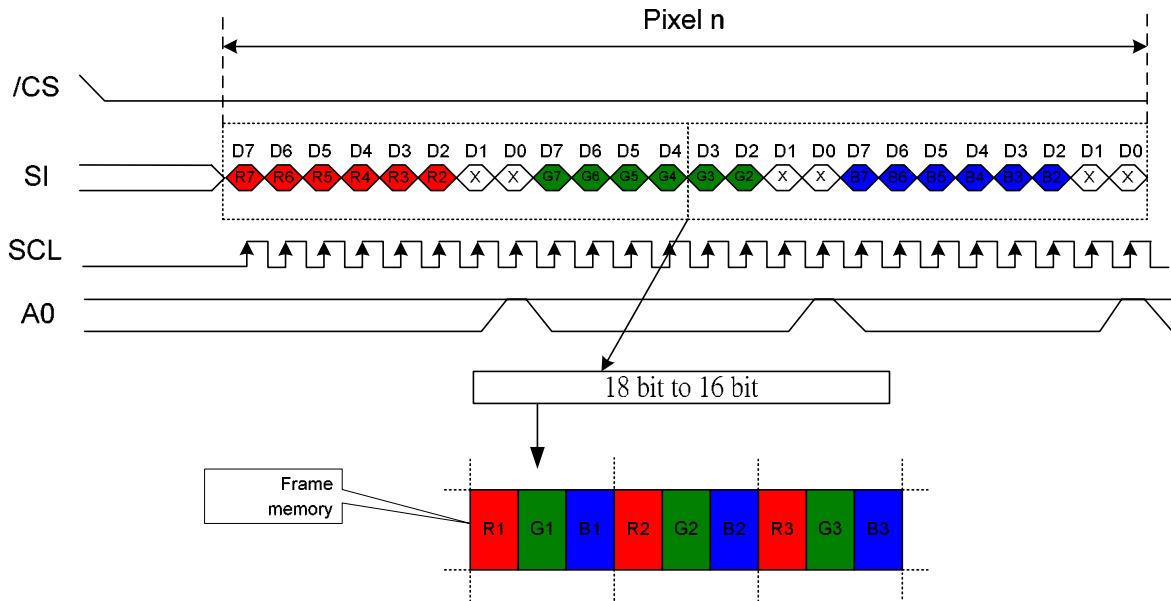 Pixel n
/CS
D7 D6 D5 D4 D3 D2 D1 D0 D7 D6 D5 D4 D3 D2 D1 D0 D7 D6 D5 D4 D3 D2 D1 D0
SI R7 R6 R5 R4 R3 R2 X X G7 G6 G5 G4 G3 G2 X X B7 B6 B5 B4 B3 B2 X X
SCL
A0
18 bit to 16 bit
Frame
memory
R1 G1 B1 R2 G2 B2 R3 G3 B3